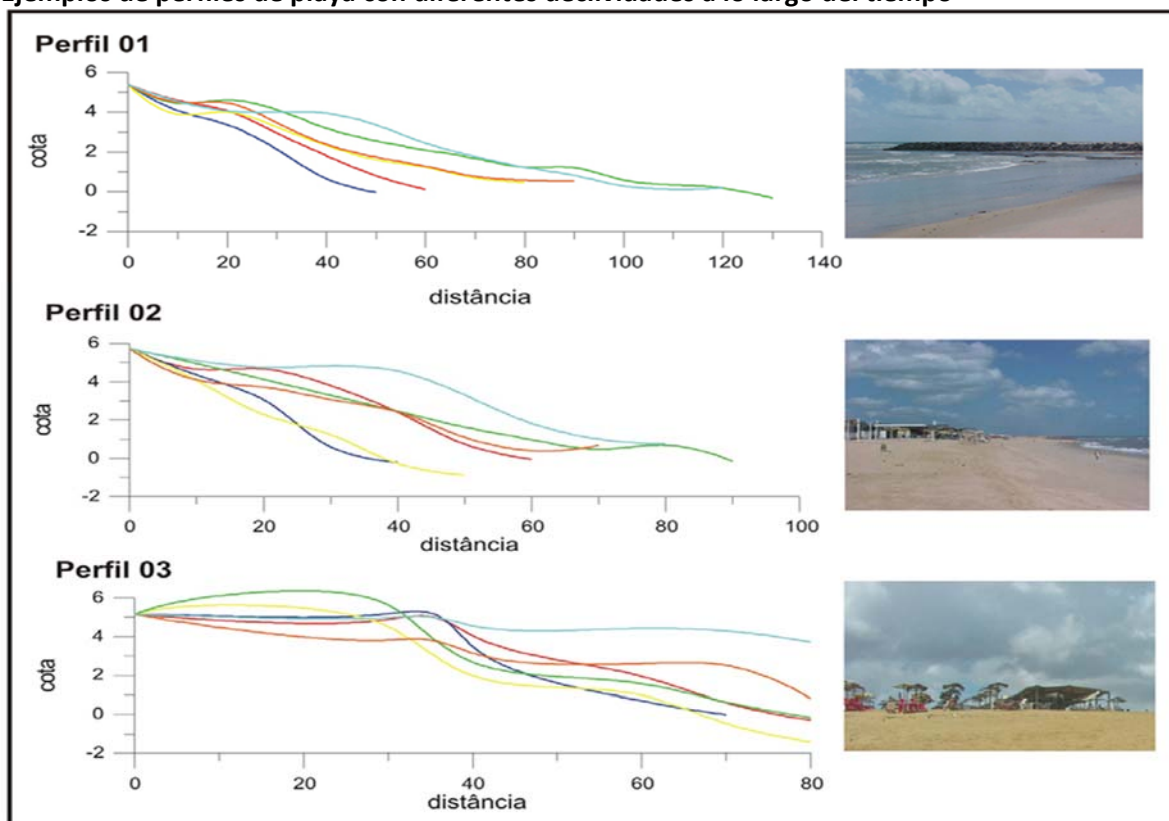 Ejemplos de perfiles de playa con diferentes declividades a lo largo del tiempo
Perfil 01
6
4
2
0
-2
cota
0 20 40 60 80 100 120 140
distância
Perfil 02
6
4
2
0
-2
cota
0 20 40 60 80 100
distância
Perfil 03
6
4
2
0
-2
cota
0 20 40 60 80
distância